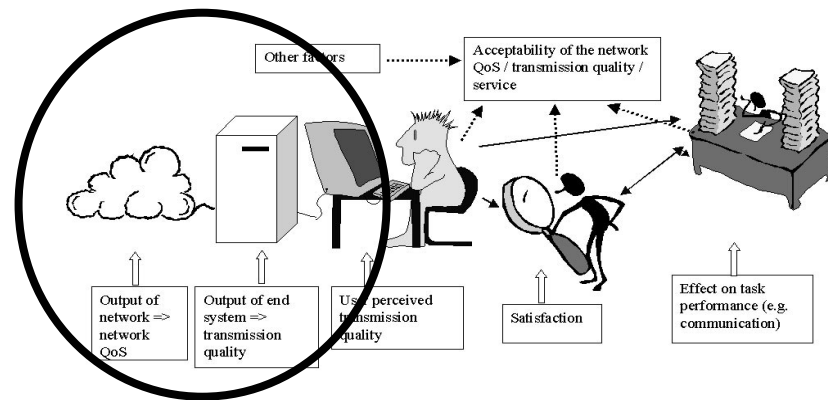 Other factors
Acceptability of the network
QoS / transmission quality /
service
Output of
network =>
network
QoS
Output of end
system =>
transmission
quality
User perceived
transmission
quality
Satisfaction
Effect on task
performance (e.g.
communication)